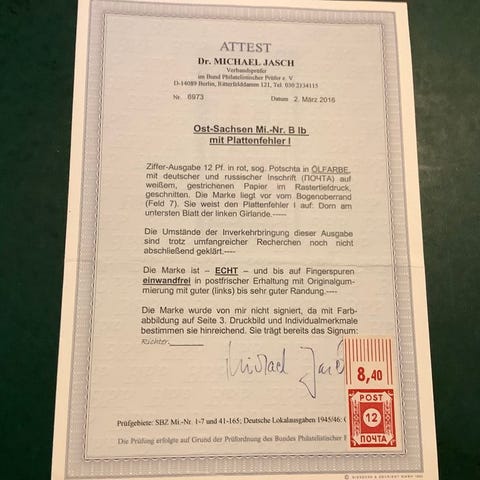 ATTEST
Dr. MICHAEL JASCH
Verbandsprüfer
im Bund Philatelistischer Prüfer e. V
D-14089 Berlin, Ritterfelddamm 121, Tel. 030 2134115
Nr. 6973 Datum 2. März 2016
Ost-Sachsen Mi.-Nr. B Ib
mit Plattenfehler I
Ziffer-Ausgabe 12 Pf. in rot, sog. Potschta in ÖLFARBE,
mit deutscher und russischer Inschrift (ПОЧТА) auf
weißem, gestrichenen Papier im Rastertiefdruck,
geschnitten. Die Marke liegt vor vom Bogenoberrand
(Feld 7). Sie weist den Plattenfehler I auf: Dorn am
untersten Blatt der linken Girlande.-----
Die Umstände der Inverkehrbringung dieser Ausgabe
sind trotz umfangreicher Recherchen noch nicht
abschließend geklärt.----
Die Marke ist – ECHT – und bis auf Fingerspuren
einwandfrei in postfrischer Erhaltung mit Originalgum-
mierung mit guter (links) bis sehr guter Randung.----
Die Marke wurde von mir nicht signiert, da mit Farb-
abbildung auf Seite 3. Druckbild und Individualmerkmale
bestimmen sie hinreichend. Sie trägt bereits das Signum:
Richter.
Michael Jasch
8,40
POST
12
ПОЧТА
Prüfgebiete: SBZ Mi.-Nr. 1-7 und 41-165; Deutsche Lokalausgaben 1945/46:
Die Prüfung erfolgte auf Grund der Prüfordnung des Bundes Philatelistischer